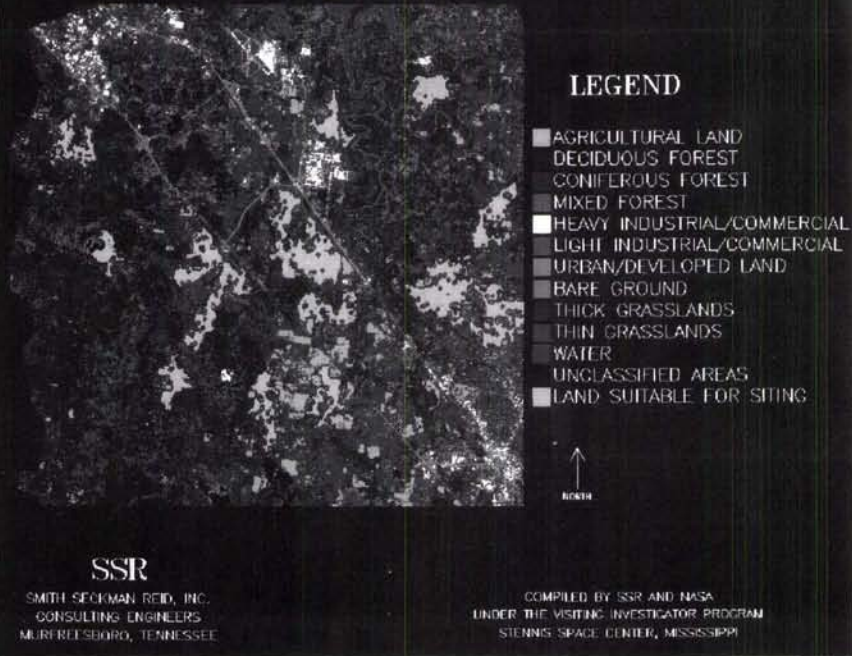 LEGEND
AGRICULTURAL LAND
DECIDUOUS FOREST
CONIFEROUS FOREST
MIXED FOREST
HEAVY INDUSTRIAL/COMMERCIAL
LIGHT INDUSTRIAL/COMMERCIAL
URBAN/DEVELOPED LAND
BARE GROUND
THICK GRASSLANDS
THIN GRASSLANDS
WATER
UNCLASSIFIED AREAS
LAND SUITABLE FOR SITING
NORTH
SSR
SMITH SECKMAN REID, INC.
CONSULTING ENGINEERS
MURFREESBORO, TENNESSEE
COMPILED BY SSR AND NASA
UNDER THE VISITING INVESTIGATOR PROGRAM
STENNIS SPACE CENTER, MISSISSIPPI